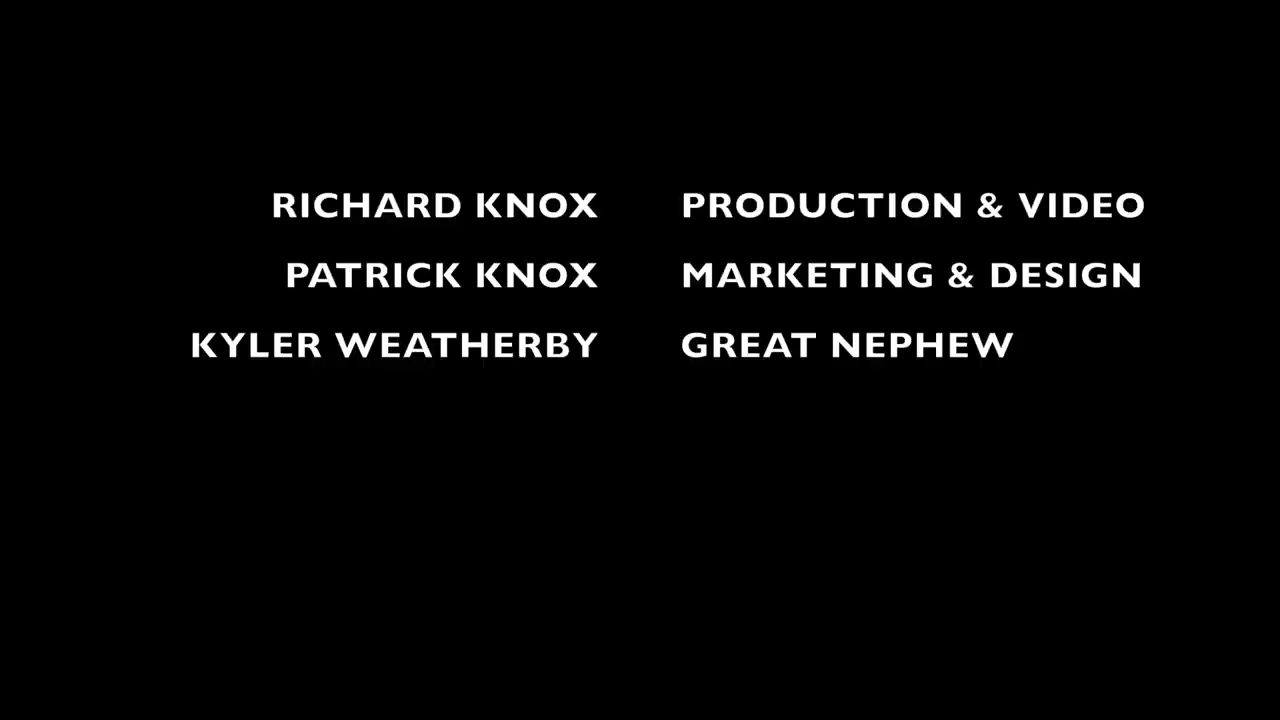 RICHARD KNOX PRODUCTION & VIDEO
PATRICK KNOX MARKETING & DESIGN
KYLER WEATHERBY GREAT NEPHEW